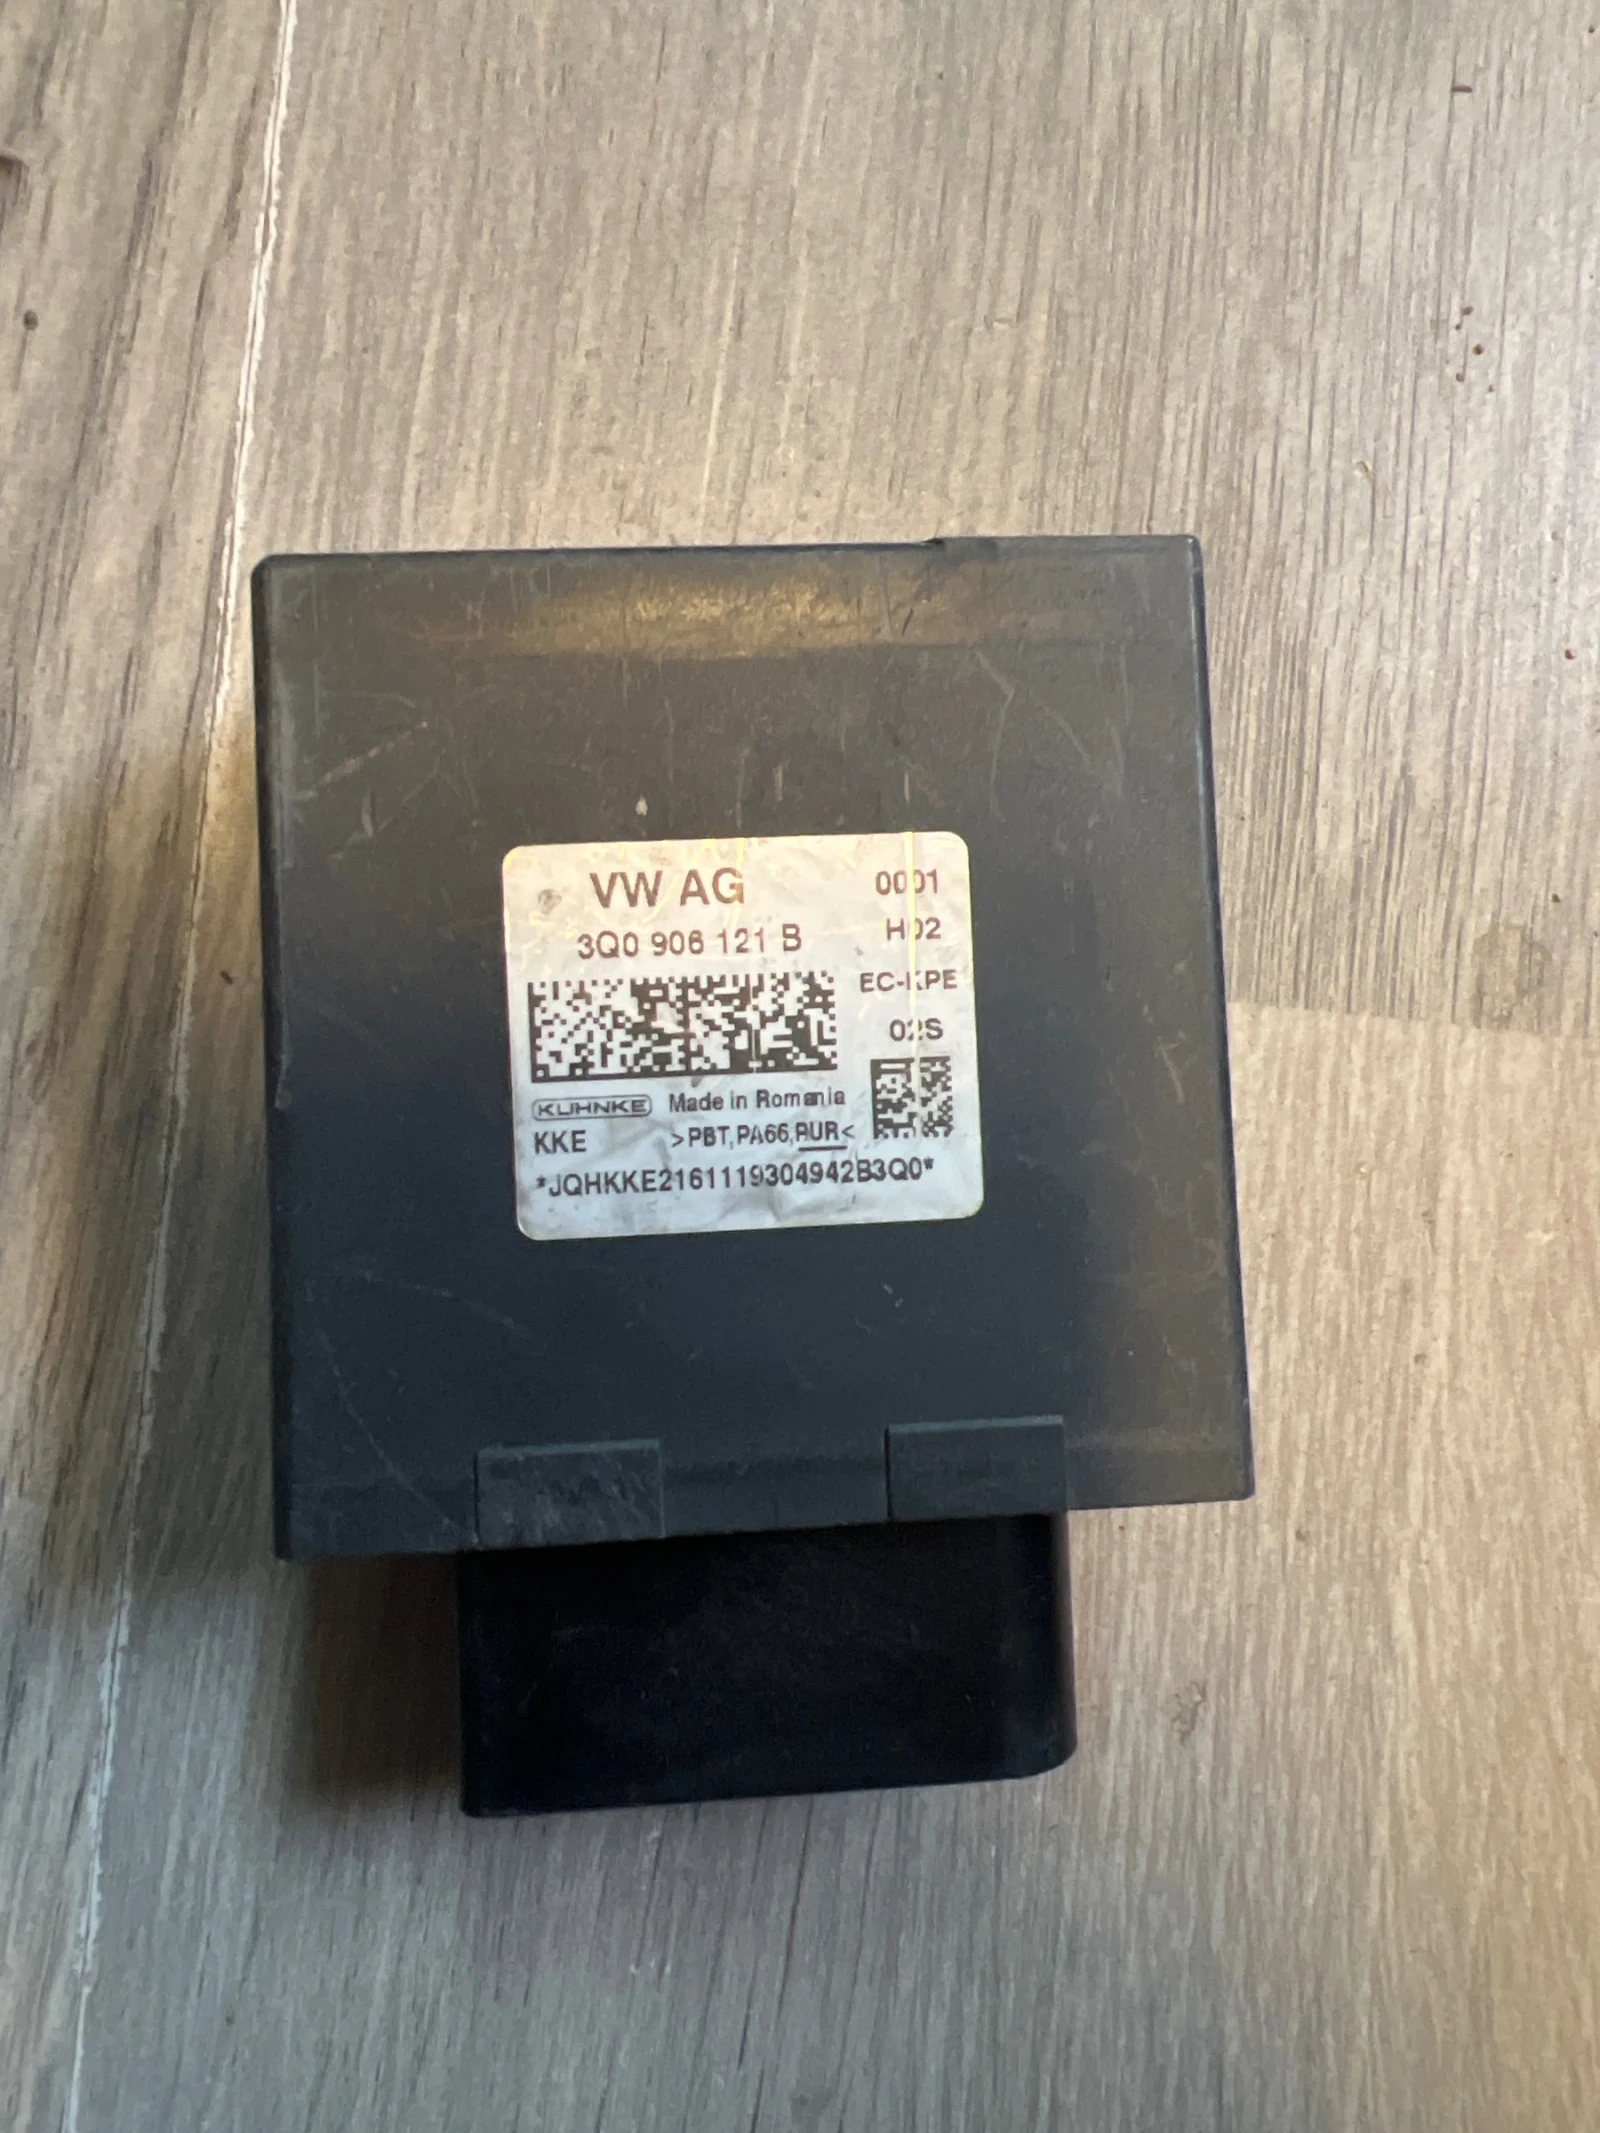 VW AG 0001
3Q0 906 121 B H02
EC-KPE
02S
KUHNKE Made in Romania
KKE >PBT,PA66,PUR<
*JQHKKE2161119304942B3Q0*